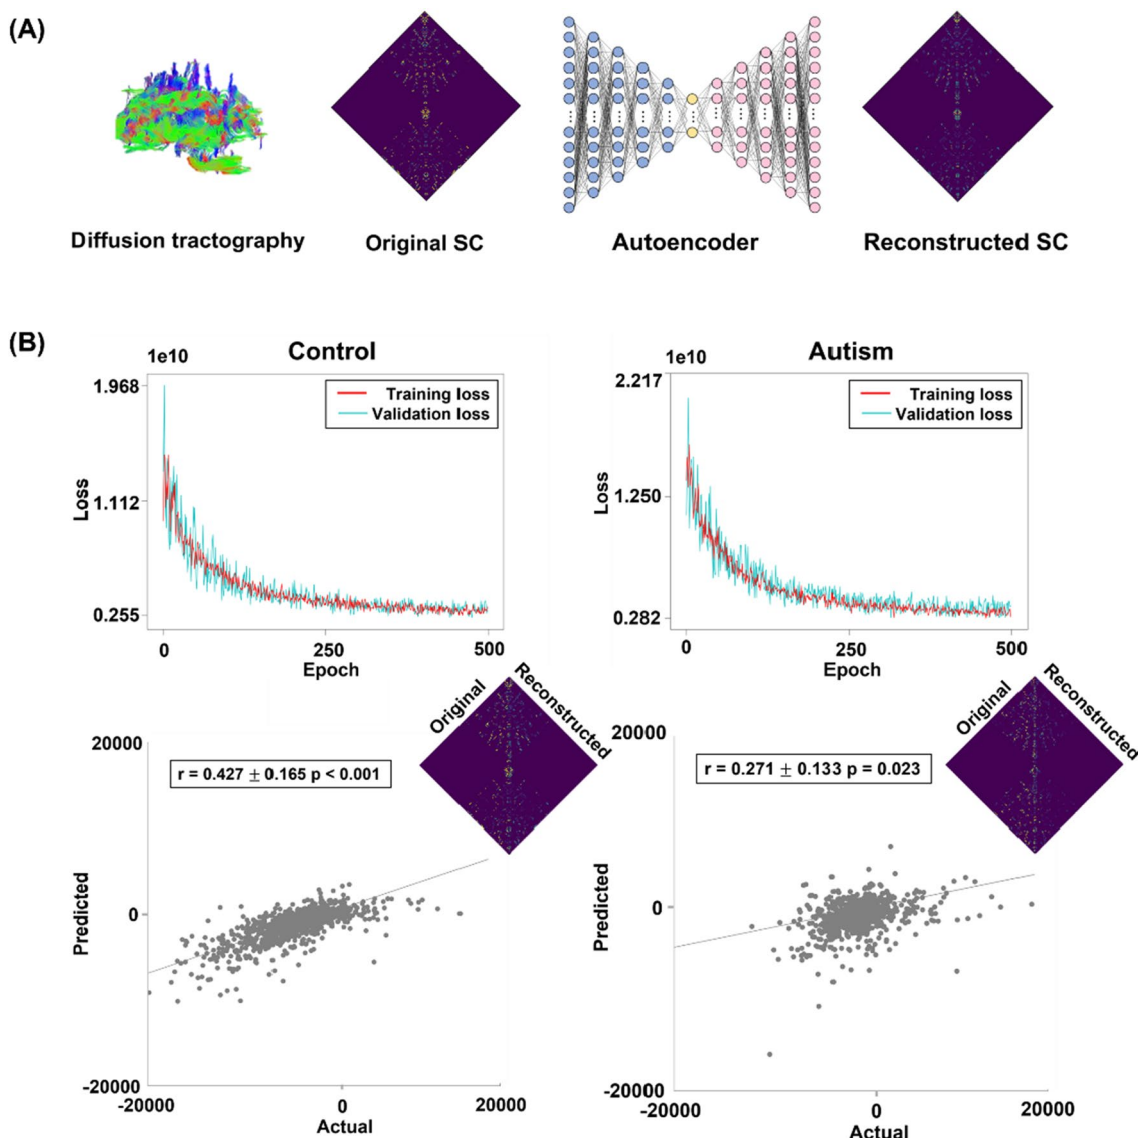 (A)
Diffusion tractography
Original SC
Autoencoder
Reconstructed SC
(B)
1e10
Control
1.968
1.112
0.255
Loss
Training loss
Validation loss
0
250
500
Epoch
1e10
Autism
2.217
1.250
0.282
Loss
Training loss
Validation loss
0
250
500
Epoch
Original
Reconstructed
20000
0
-20000
Predicted
r = 0.427 ± 0.165 p < 0.001
-20000
0
20000
Actual
Original
Reconstructed
20000
0
-20000
Predicted
r = 0.271 ± 0.133 p = 0.023
-20000
0
20000
Actual